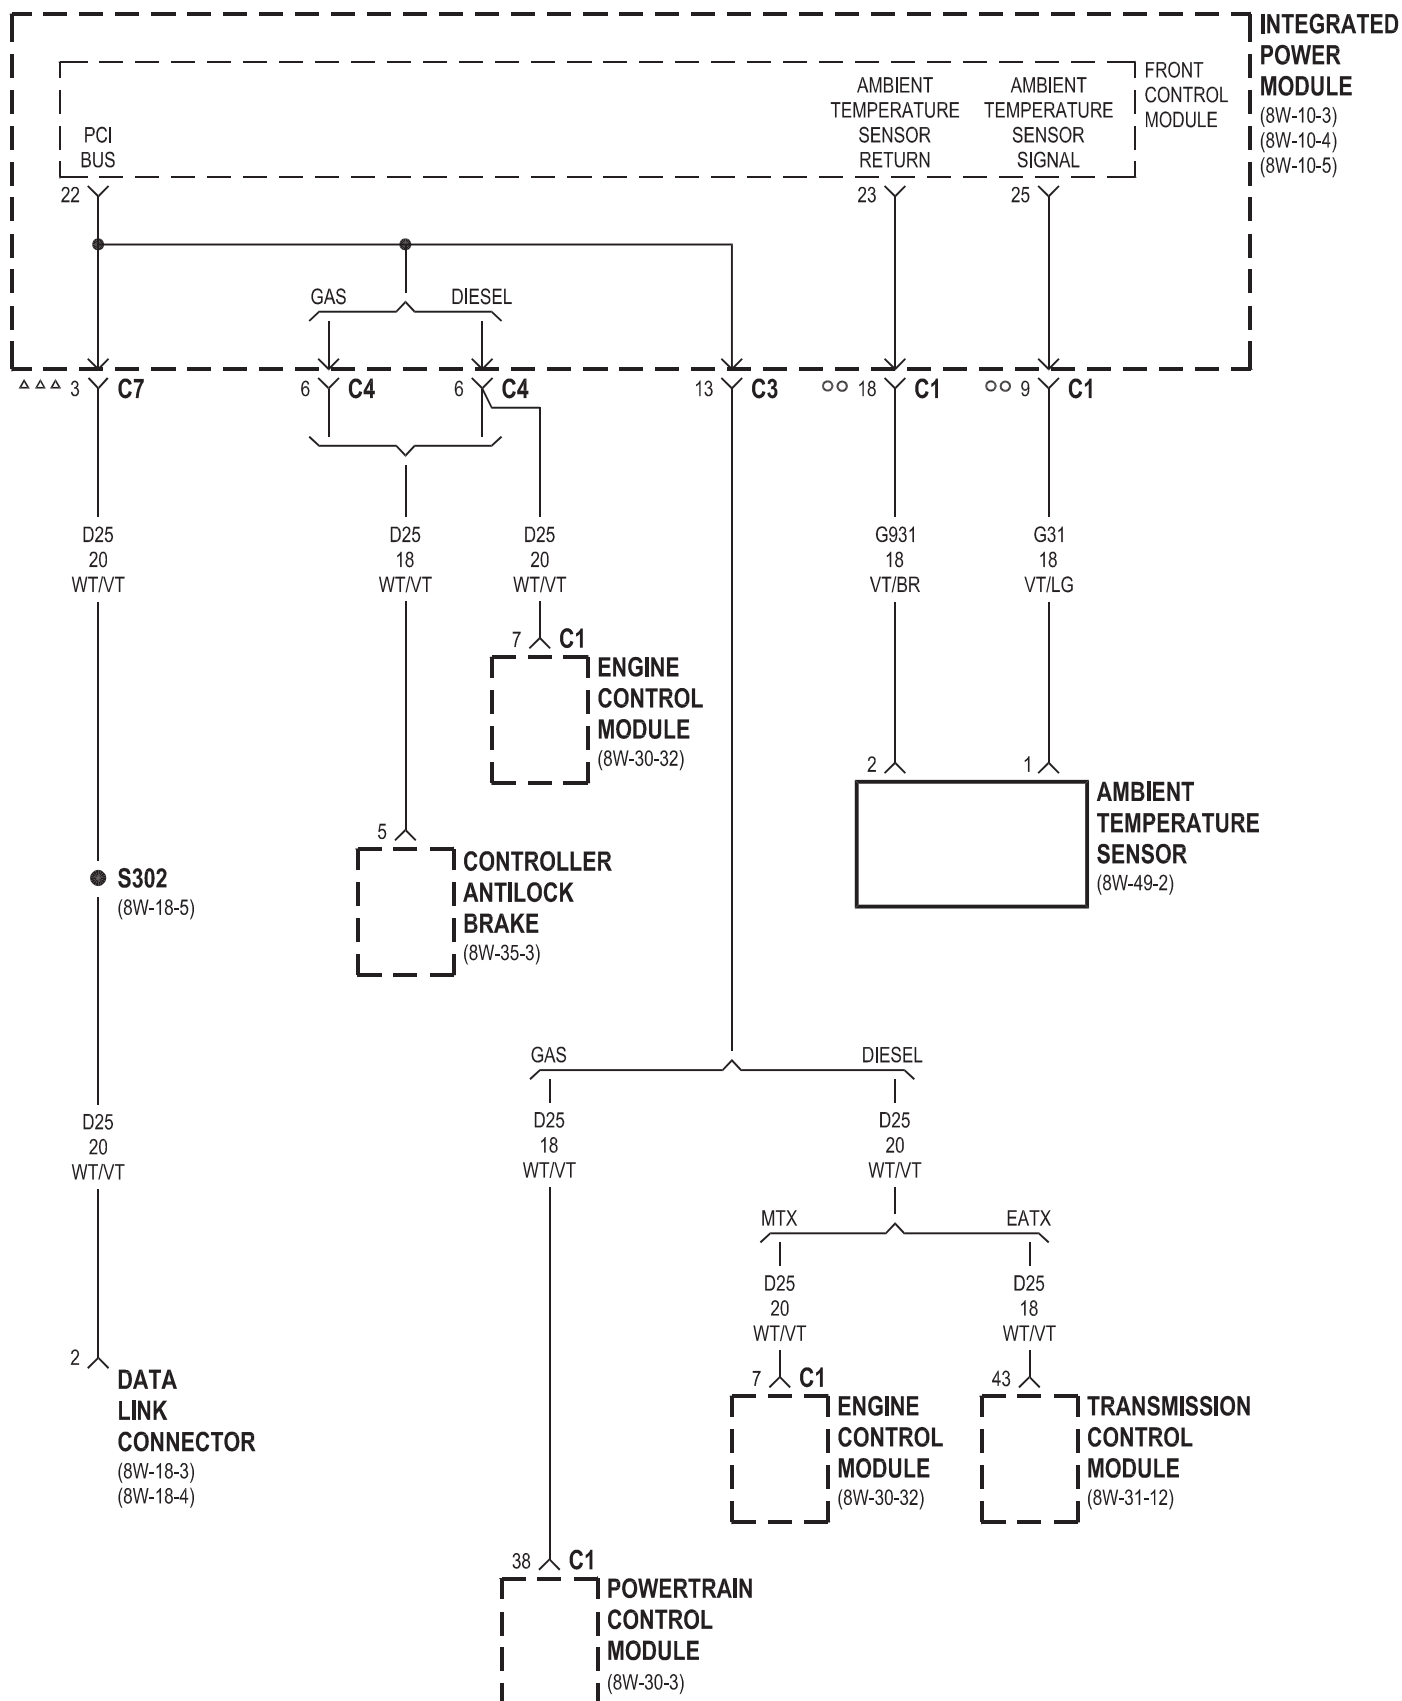 INTEGRATED
POWER
MODULE
(8W-10-3)
(8W-10-4)
(8W-10-5)
FRONT
CONTROL
MODULE
PCI
BUS
AMBIENT
TEMPERATURE
SENSOR
RETURN
AMBIENT
TEMPERATURE
SENSOR
SIGNAL
22
23
25
GAS
DIESEL
3 C7
6 C4
6 C4
13 C3
18 C1
9 C1
D25
20
WT/VT
D25
18
WT/VT
D25
20
WT/VT
G931
18
VT/BR
G31
18
VT/LG
7 C1
ENGINE
CONTROL
MODULE
(8W-30-32)
2
1
AMBIENT
TEMPERATURE
SENSOR
(8W-49-2)
5
CONTROLLER
ANTILOCK
BRAKE
(8W-35-3)
S302
(8W-18-5)
GAS
DIESEL
D25
20
WT/VT
D25
18
WT/VT
D25
20
WT/VT
MTX
EATX
D25
20
WT/VT
D25
18
WT/VT
2
DATA
LINK
CONNECTOR
(8W-18-3)
(8W-18-4)
7 C1
ENGINE
CONTROL
MODULE
(8W-30-32)
43
TRANSMISSION
CONTROL
MODULE
(8W-31-12)
38 C1
POWERTRAIN
CONTROL
MODULE
(8W-30-3)